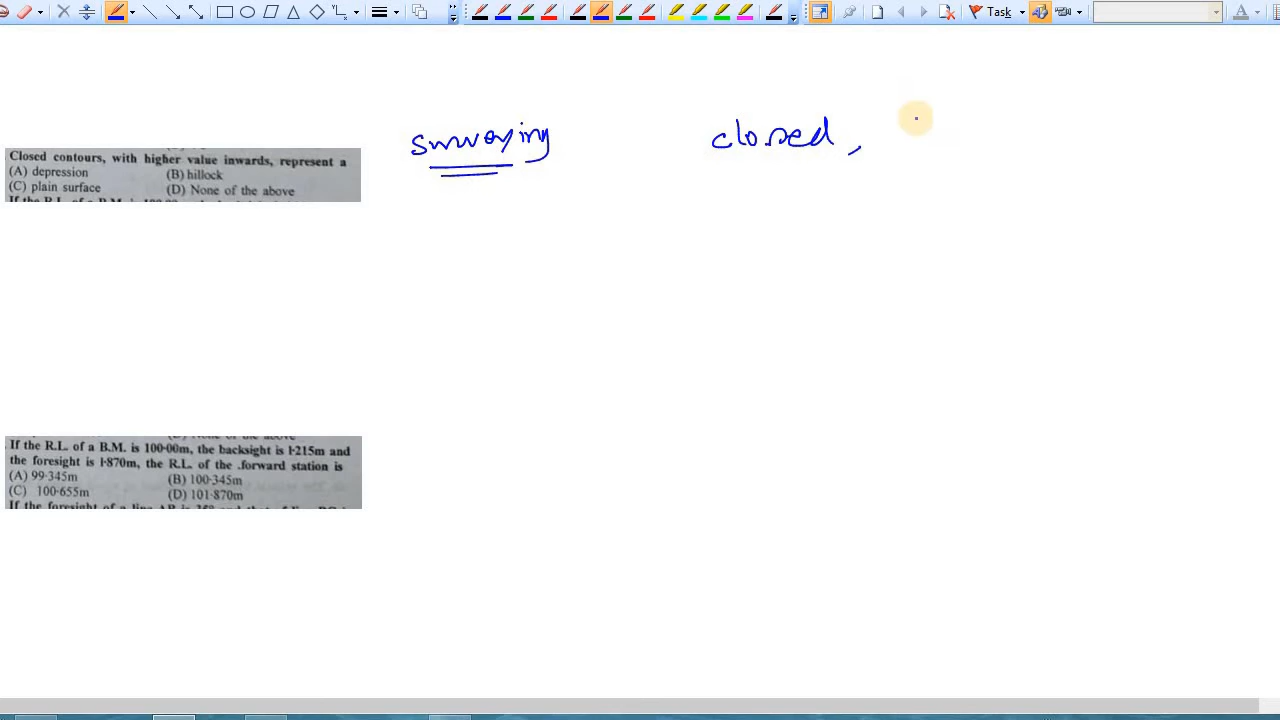 Task
A
surveying
closed ,
Closed contours, with higher value inwards, represent a
(A) depression (B) hillock
(C) plain surface (D) None of the above
If the R.L. of a B.M. is 100·00m, the backsight is 1·215m and
the foresight is 1·870m, the R.L. of the .forward station is
(A) 99·345m (B) 100·345m
(C) 100·655m (D) 101·870m